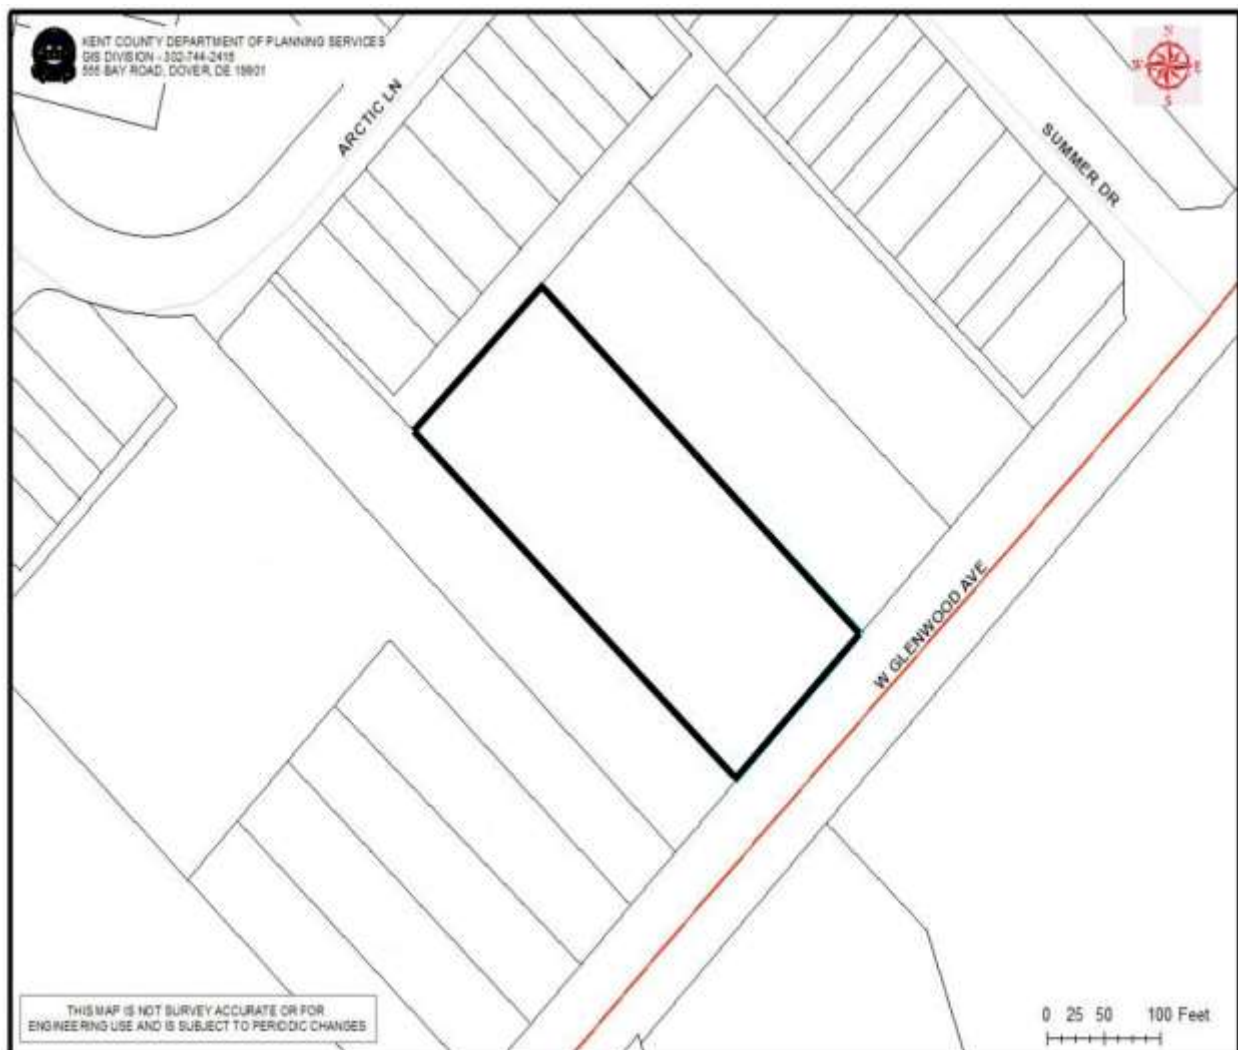 KENT COUNTY DEPARTMENT OF PLANNING SERVICES
GIS DIVISION - 302-744-2415
555 BAY ROAD, DOVER, DE 19901
N
W E
S
ARCTIC LN
SUMMER DR
W GLENWOOD AVE
THIS MAP IS NOT SURVEY ACCURATE OR FOR
ENGINEERING USE AND IS SUBJECT TO PERIODIC CHANGES
0 25 50 100 Feet